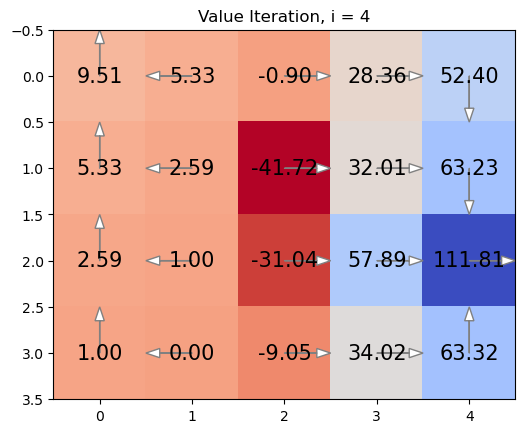 Value Iteration, i = 4
−0.5
0.0 9.51 5.33 -0.90 28.36 52.40
0.5
1.0 5.33 2.59 -41.72 32.01 63.23
1.5
2.0 2.59 1.00 -31.04 57.89 111.81
2.5
3.0 1.00 0.00 -9.05 34.02 63.32
3.5
0 1 2 3 4